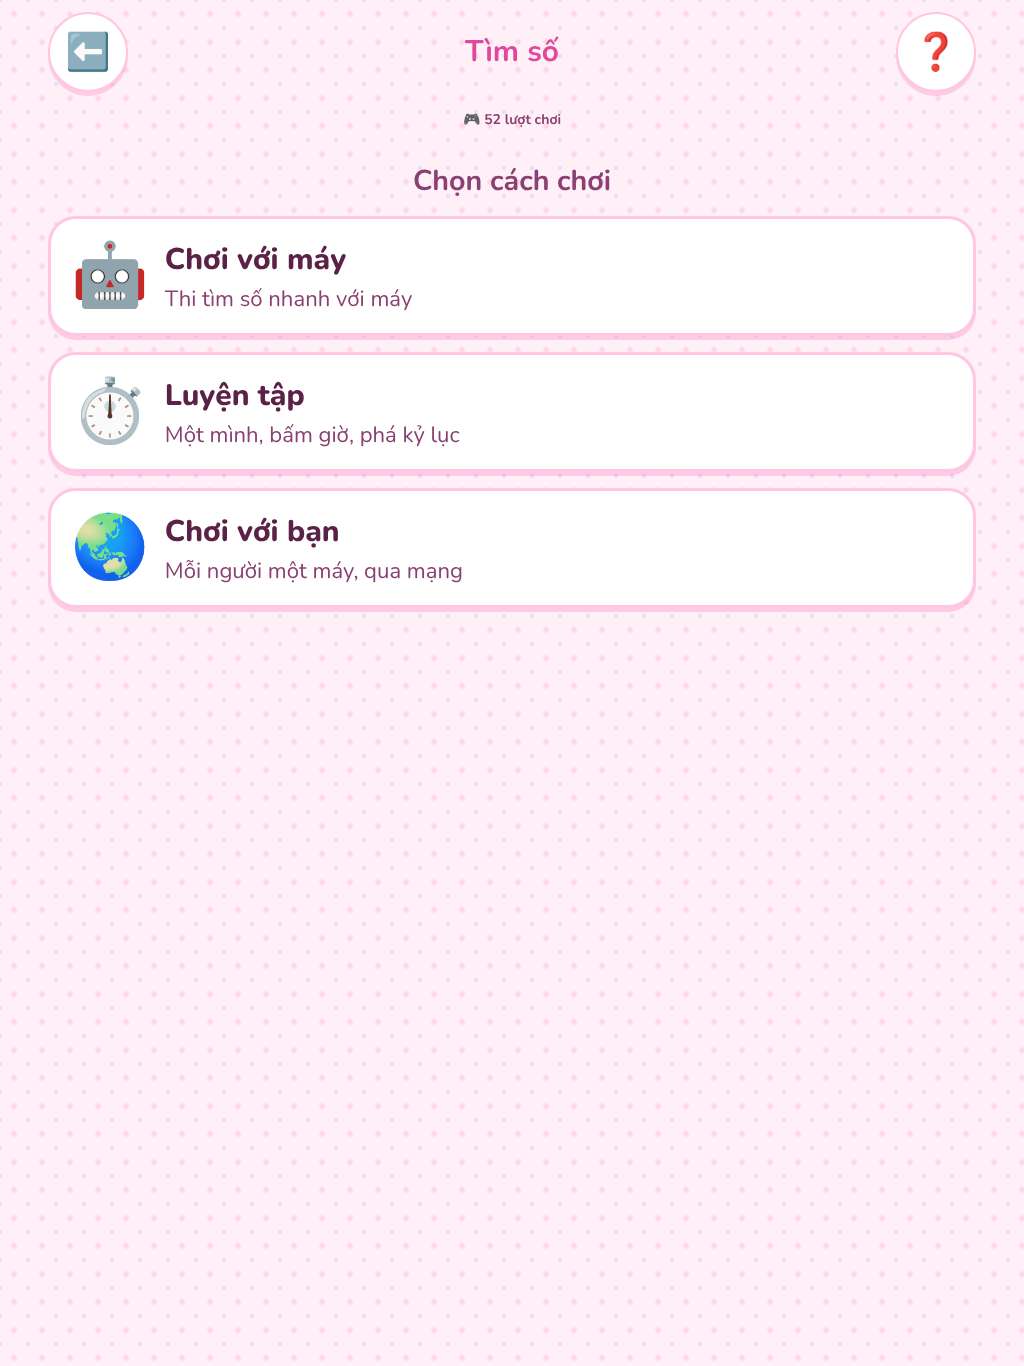 Tìm số
52 lượt chơi
Chọn cách chơi
Chơi với máy
Thi tìm số nhanh với máy
Luyện tập
Một mình, bấm giờ, phá kỷ lục
Chơi với bạn
Mỗi người một máy, qua mạng